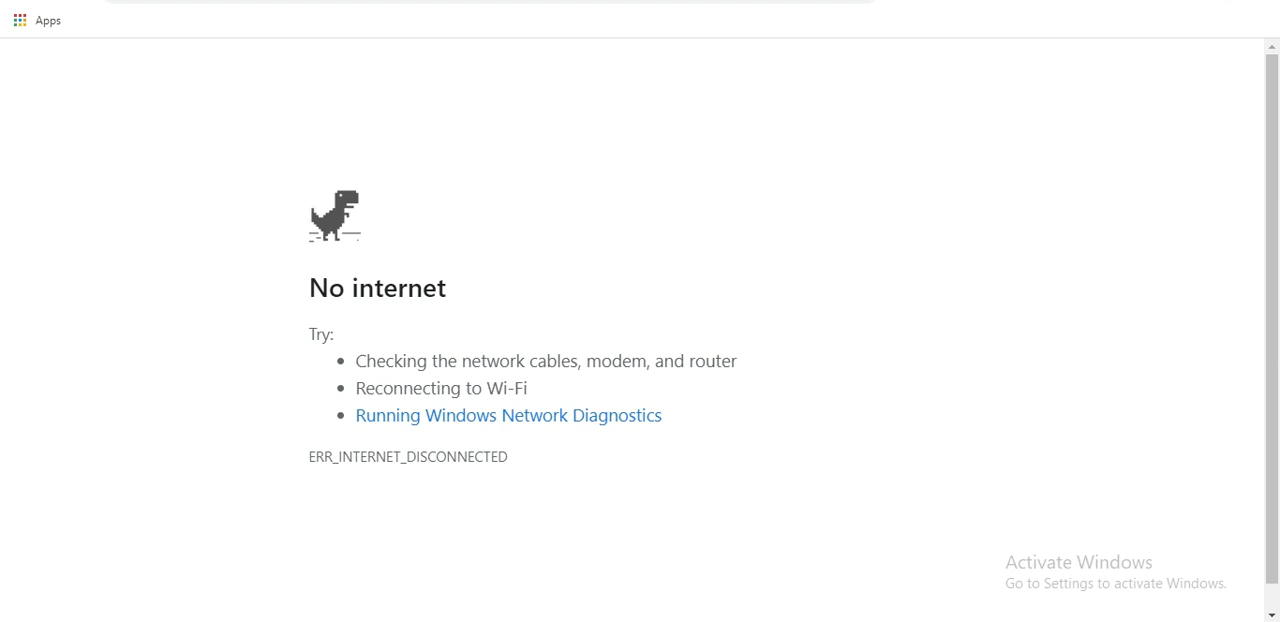 Apps
No internet
Try:
Checking the network cables, modem, and router
Reconnecting to Wi-Fi
Running Windows Network Diagnostics
ERR_INTERNET_DISCONNECTED
Activate Windows
Go to Settings to activate Windows.